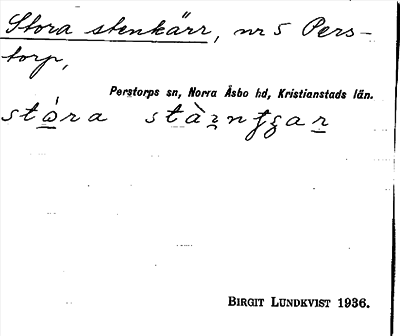 Stora stenkärr, nr 5 Pers-
torp,
Perstorps sn, Norra Åsbo hd, Kristianstads län.
BIRGIT LUNDKVIST 1936.